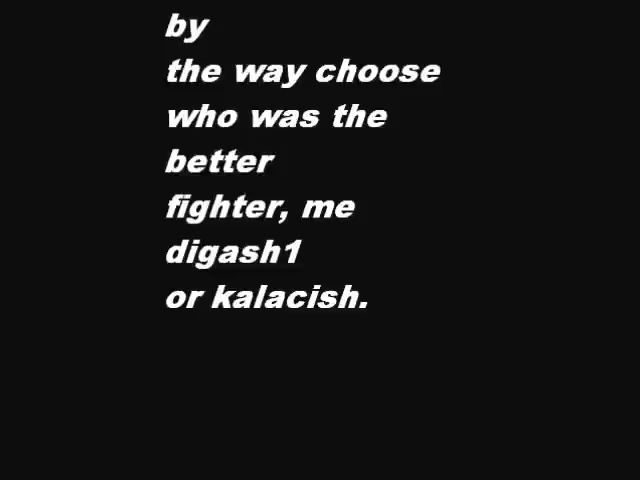 by
the way choose
who was the
better
fighter, me
digash1
or kalacish.